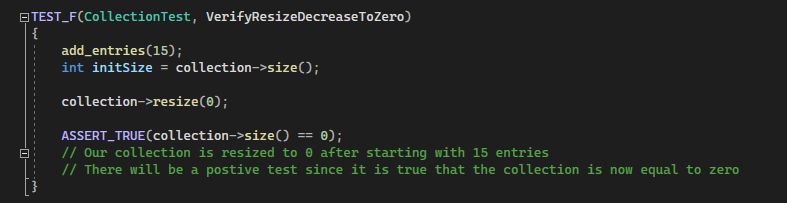 TEST_F(CollectionTest, VerifyResizeDecreaseToZero)
{
add_entries(15);
int initSize = collection->size();
collection->resize(0);
ASSERT_TRUE(collection->size() == 0);
// Our collection is resized to 0 after starting with 15 entries
// There will be a postive test since it is true that the collection is now equal to zero
}